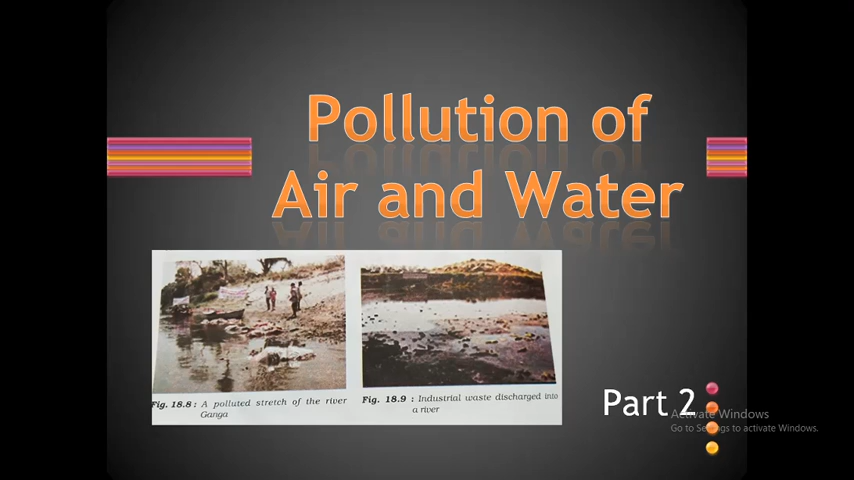 Pollution of
Air and Water
Fig. 18.8 : A polluted stretch of the river
Ganga
Fig. 18.9 : Industrial waste discharged into
a river
Part 2
Activate Windows
Go to Settings to activate Windows.